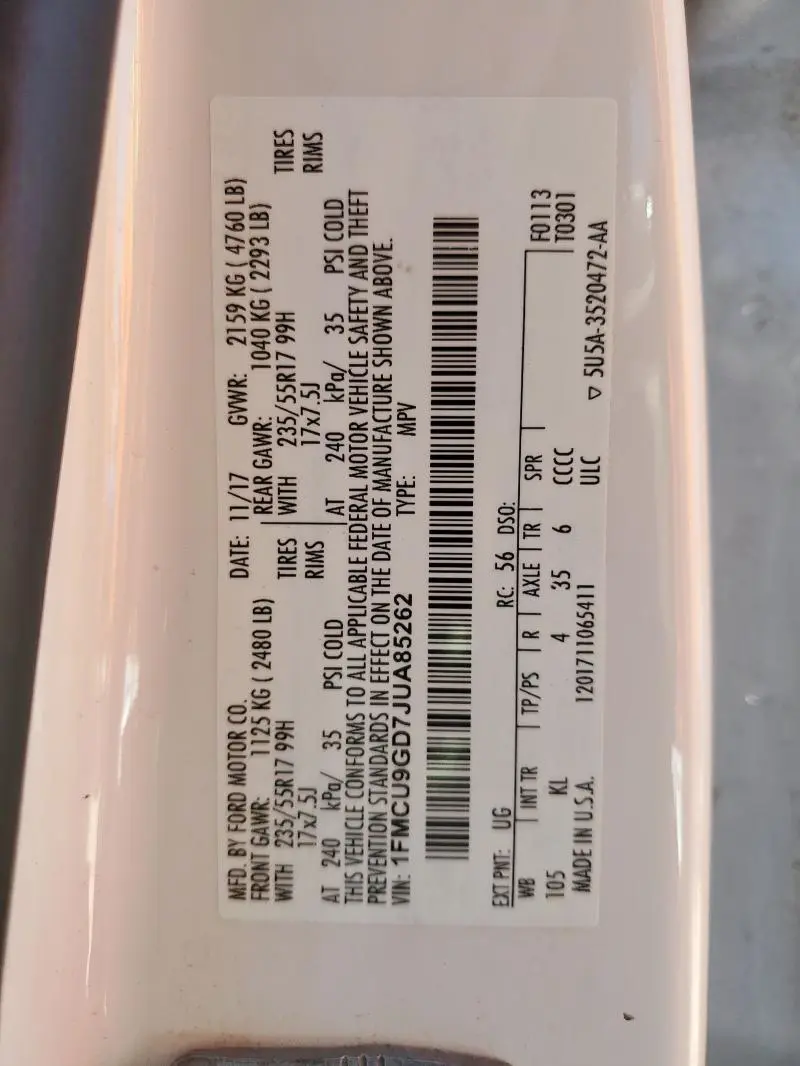 MFD. BY FORD MOTOR CO.
DATE: 11/17 GVWR: 2159 KG ( 4760 LB)
FRONT GAWR: 1125 KG ( 2480 LB) REAR GAWR: 1040 KG ( 2293 LB)
WITH 235/55R17 99H TIRES WITH 235/55R17 99H TIRES
17x7.5J RIMS 17x7.5J RIMS
AT 240 kPa/ 35 PSI COLD AT 240 kPa/ 35 PSI COLD
THIS VEHICLE CONFORMS TO ALL APPLICABLE FEDERAL MOTOR VEHICLE SAFETY AND THEFT
PREVENTION STANDARDS IN EFFECT ON THE DATE OF MANUFACTURE SHOWN ABOVE.
VIN: 1FMCU9GD7JUA85262 TYPE: MPV
EXT PNT: UG RC: 56 DSO:
WB INT TR TP/PS R AXLE TR SPR F0113
105 KL 4 35 6 CCCC T0301
MADE IN U.S.A. 1201711065411 ULC ▽ 5U5A-3520472-AA